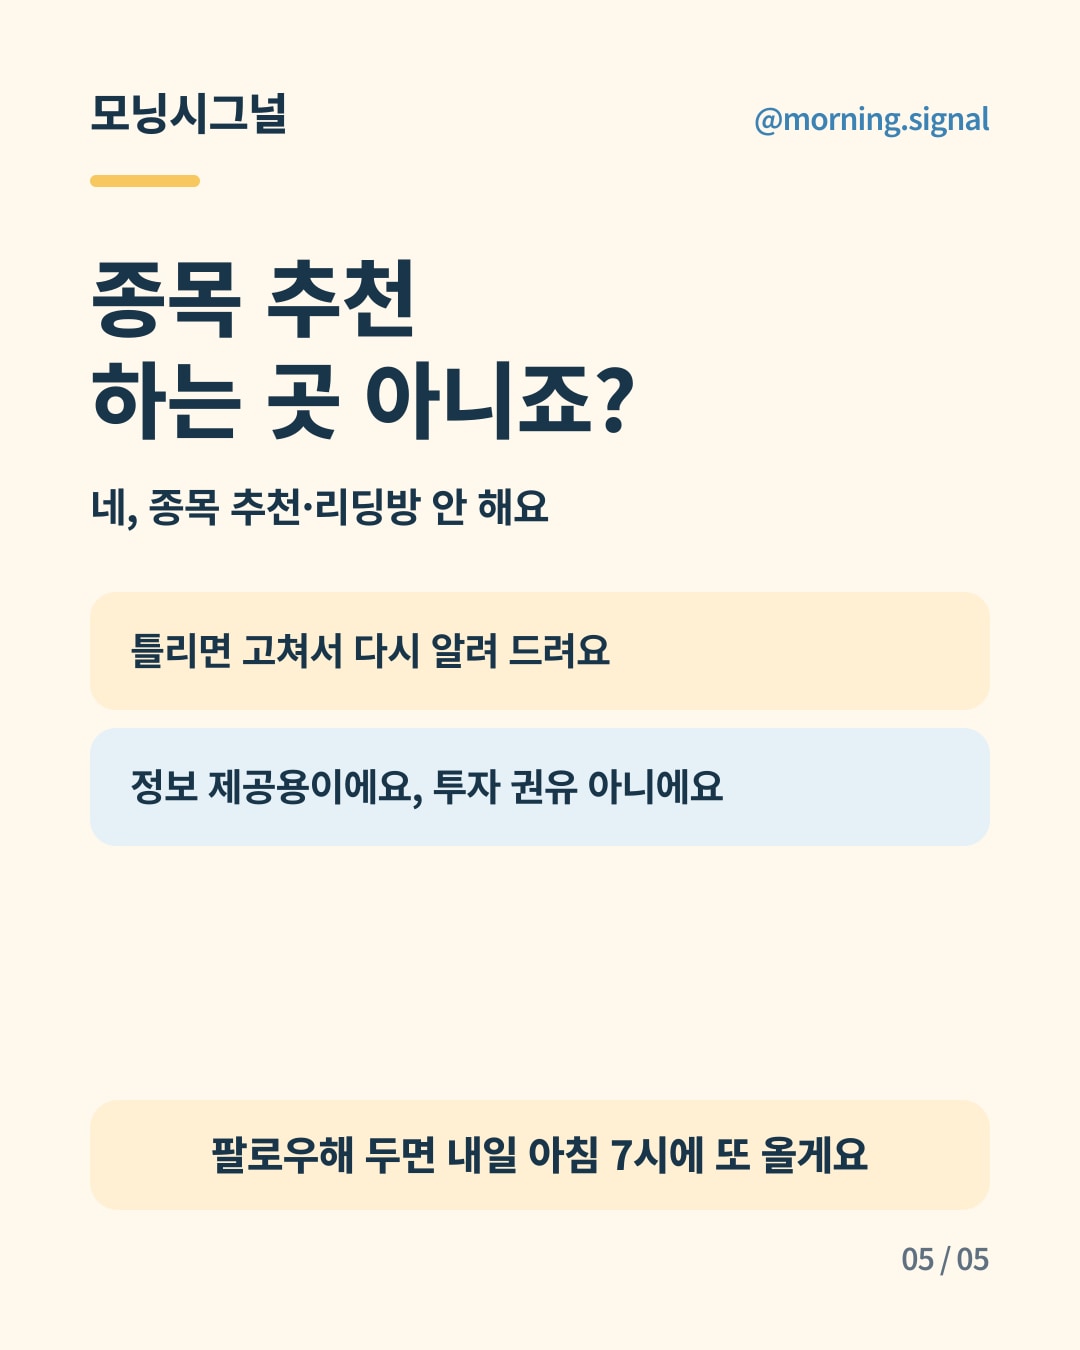 모닝시그널
@morning.signal
종목 추천
하는 곳 아니죠?
네, 종목 추천·리딩방 안 해요
틀리면 고쳐서 다시 알려 드려요
정보 제공용이에요, 투자 권유 아니에요
팔로우해 두면 내일 아침 7시에 또 올게요
05 / 05